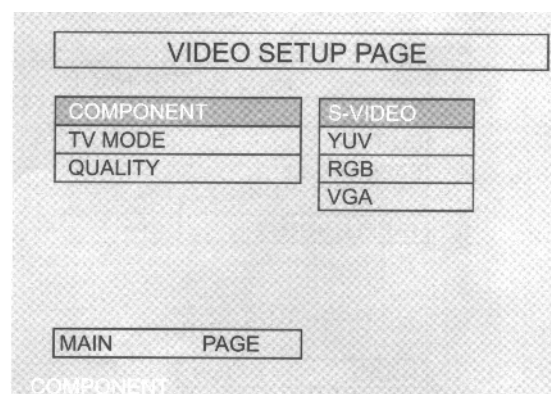 VIDEO SETUP PAGE
COMPONENT
TV MODE
QUALITY
S-VIDEO
YUV
RGB
VGA
MAIN PAGE
COMPONENT